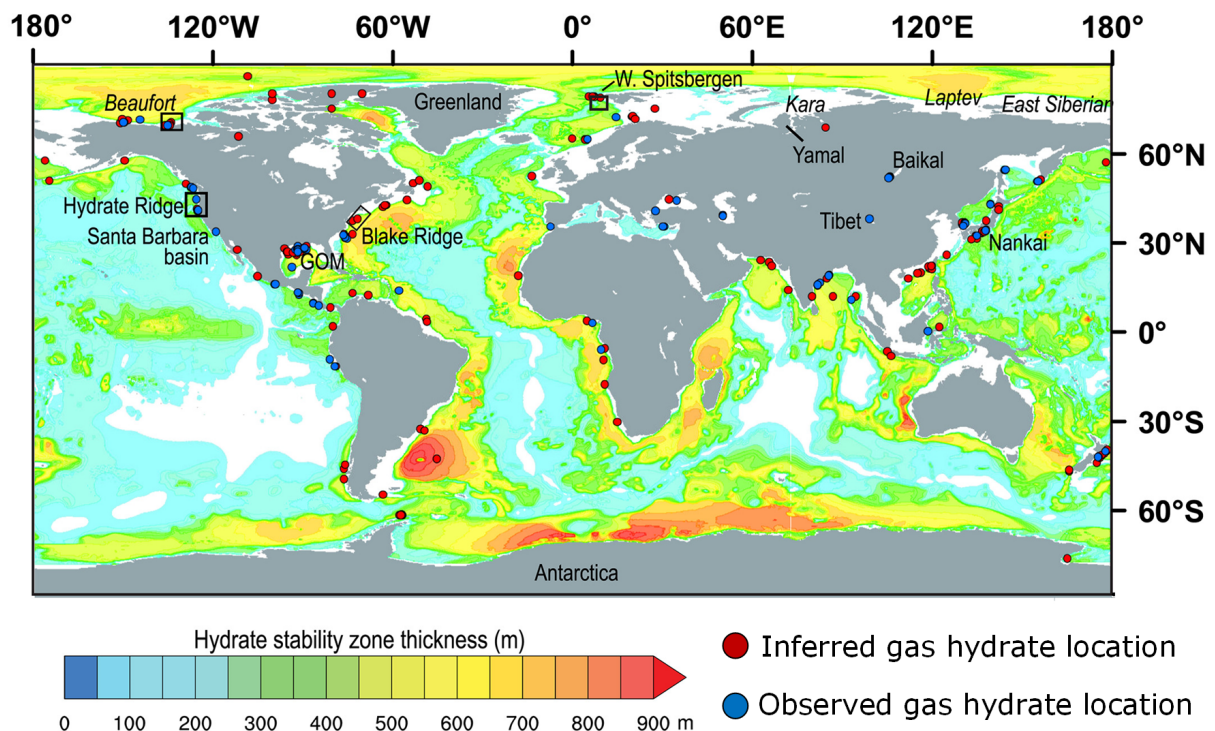 180° 120°W 60°W 0° 60°E 120°E 180°
W. Spitsbergen
Beaufort
Greenland
Kara
Laptev
East Siberian
Yamal
Baikal
60°N
Hydrate Ridge
Tibet
Santa Barbara
basin
Blake Ridge
GOM
Nankai
30°N
0°
30°S
60°S
Antarctica
Hydrate stability zone thickness (m)
0 100 200 300 400 500 600 700 800 900 m
Inferred gas hydrate location
Observed gas hydrate location